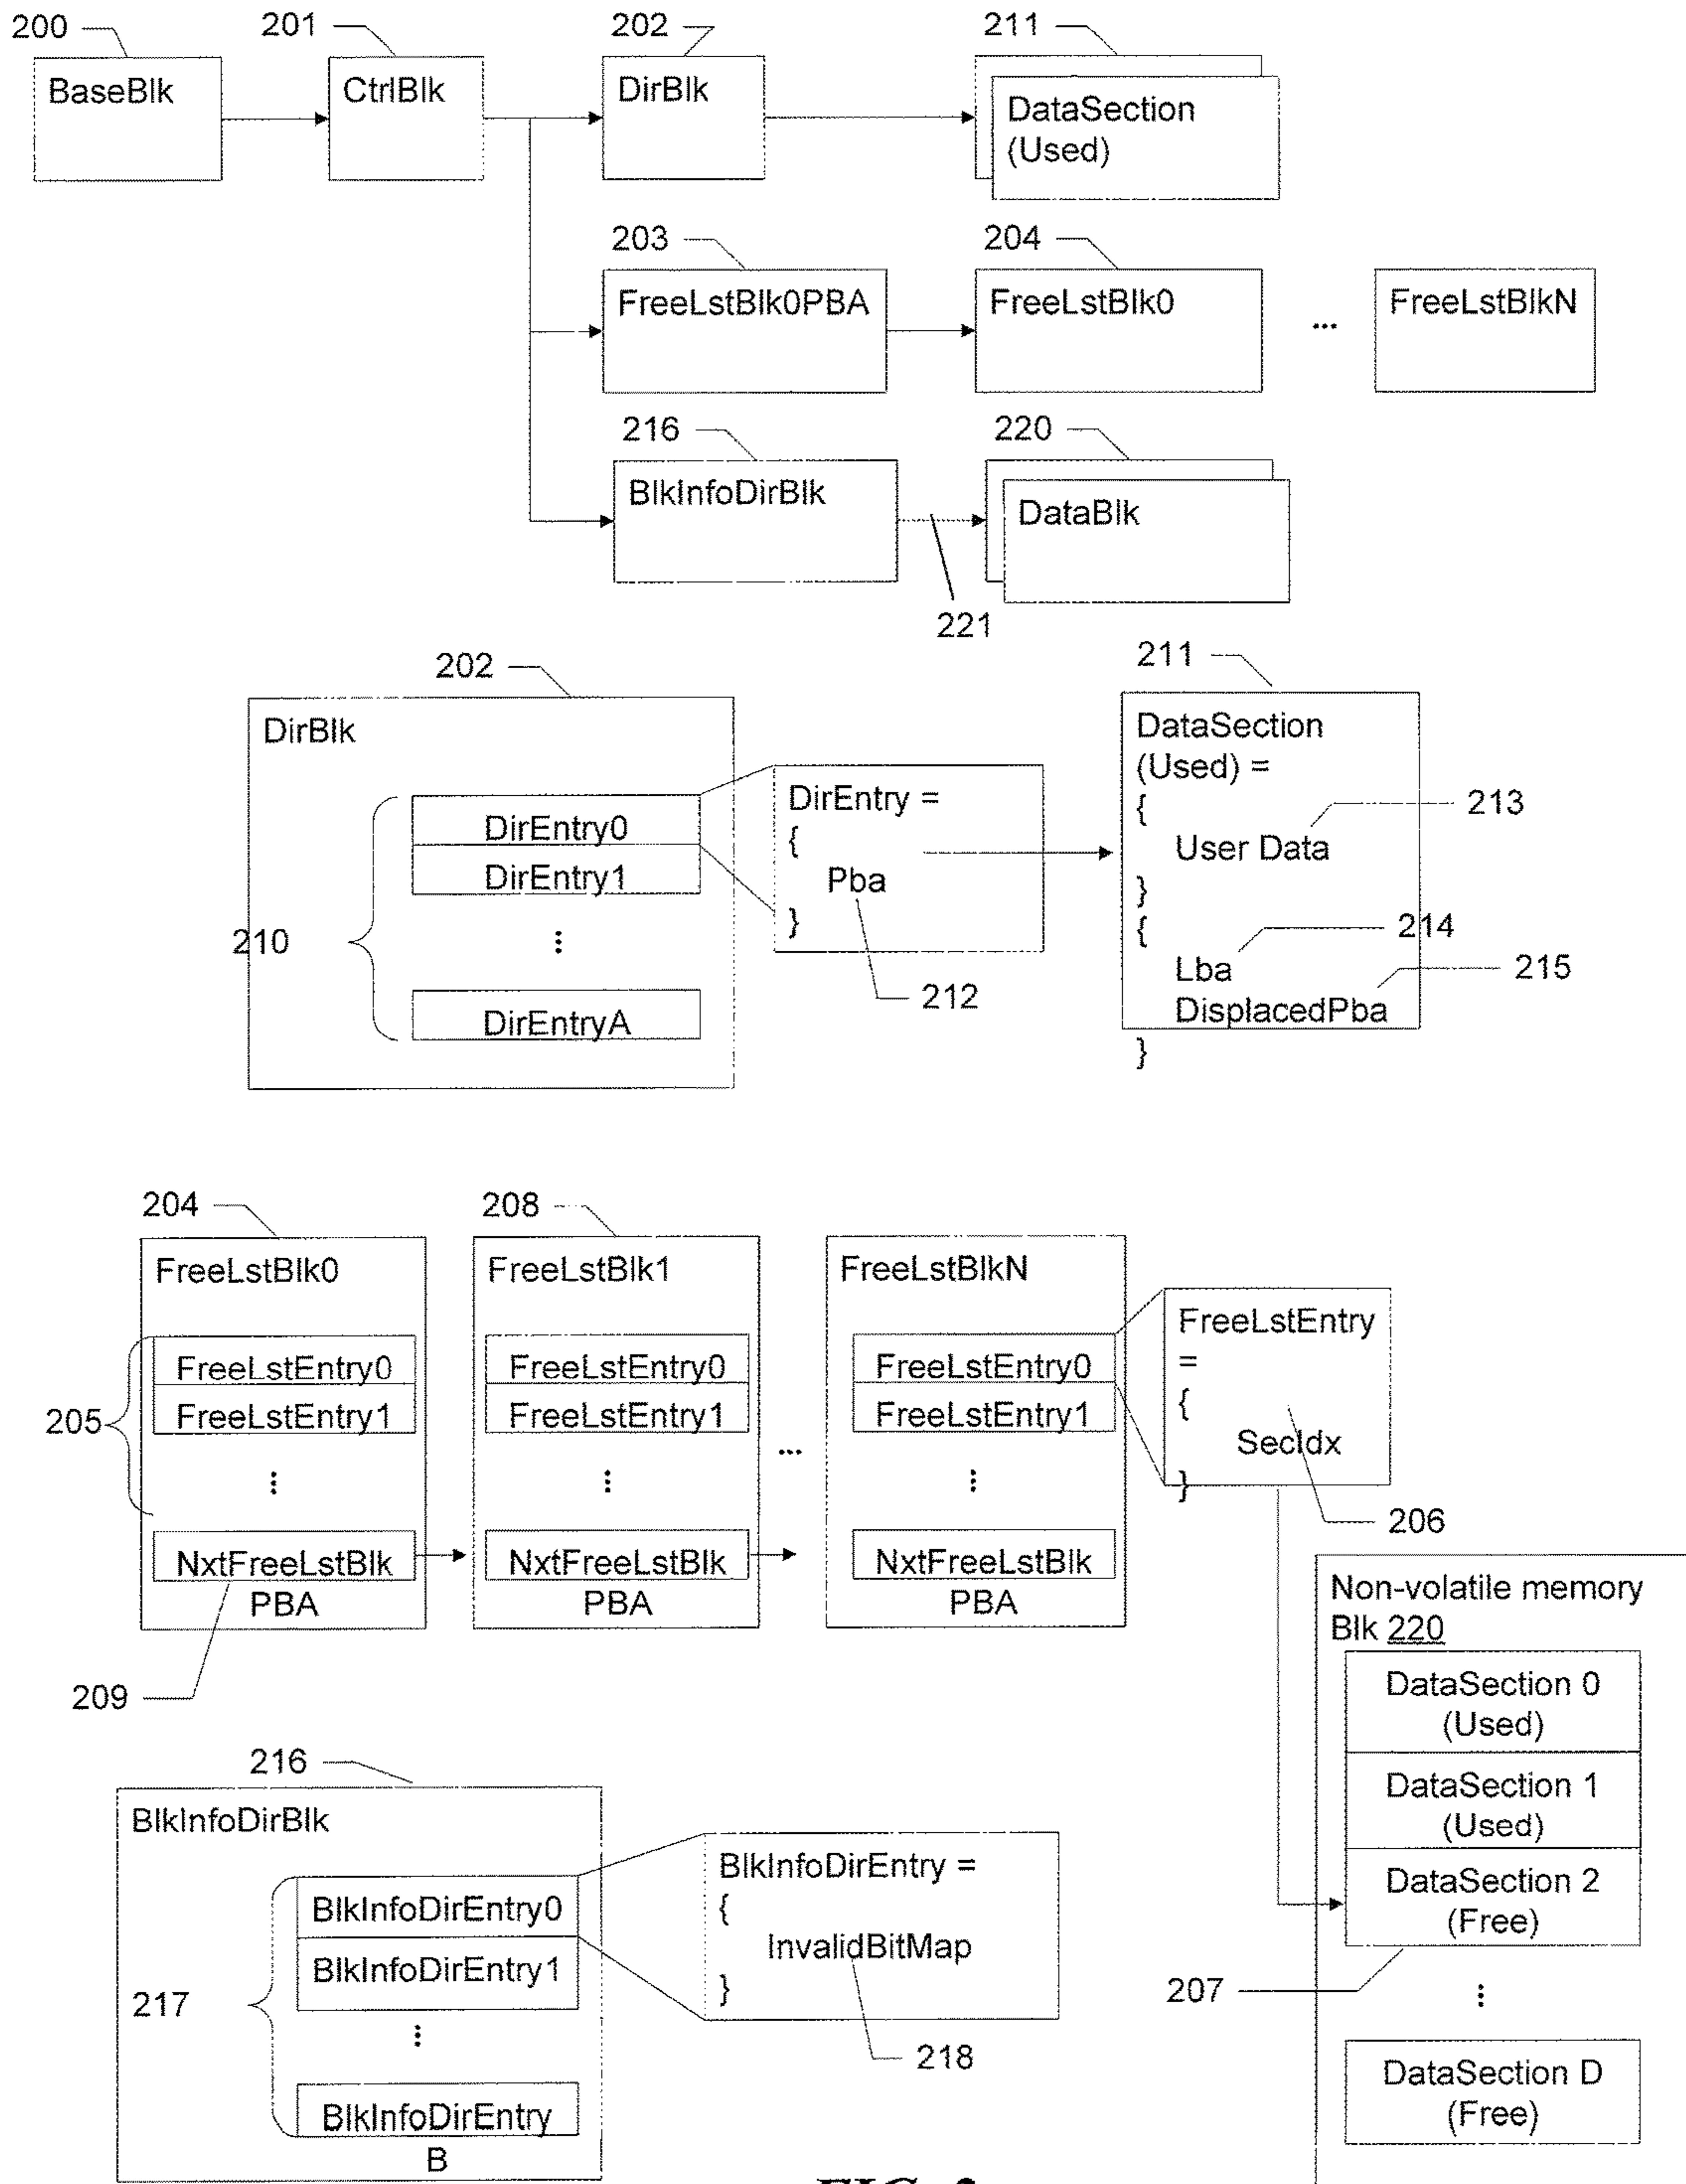 200
201
202
211
BaseBlk
CtrlBlk
DirBlk
DataSection
(Used)
203
204
FreeLstBlk0PBA
FreeLstBlk0
...
FreeLstBlkN
216
220
BlkInfoDirBlk
DataBlk
221
202
211
DirBlk
DataSection
(Used) =
{
User Data
213
}
{
Lba
214
DisplacedPba
215
}
DirEntry0
DirEntry1
...
DirEntryA
210
DirEntry =
{
Pba
}
212
204
208
FreeLstBlk0
FreeLstEntry0
FreeLstEntry1
...
NxtFreeLstBlk
PBA
205
209
FreeLstBlk1
FreeLstEntry0
FreeLstEntry1
...
NxtFreeLstBlk
PBA
...
FreeLstBlkN
FreeLstEntry0
FreeLstEntry1
...
NxtFreeLstBlk
PBA
FreeLstEntry
=
{
SecIdx
}
206
Non-volatile memory
Blk 220
DataSection 0
(Used)
DataSection 1
(Used)
DataSection 2
(Free)
207
...
DataSection D
(Free)
216
BlkInfoDirBlk
BlkInfoDirEntry0
BlkInfoDirEntry1
...
BlkInfoDirEntry
B
217
BlkInfoDirEntry =
{
InvalidBitMap
}
218